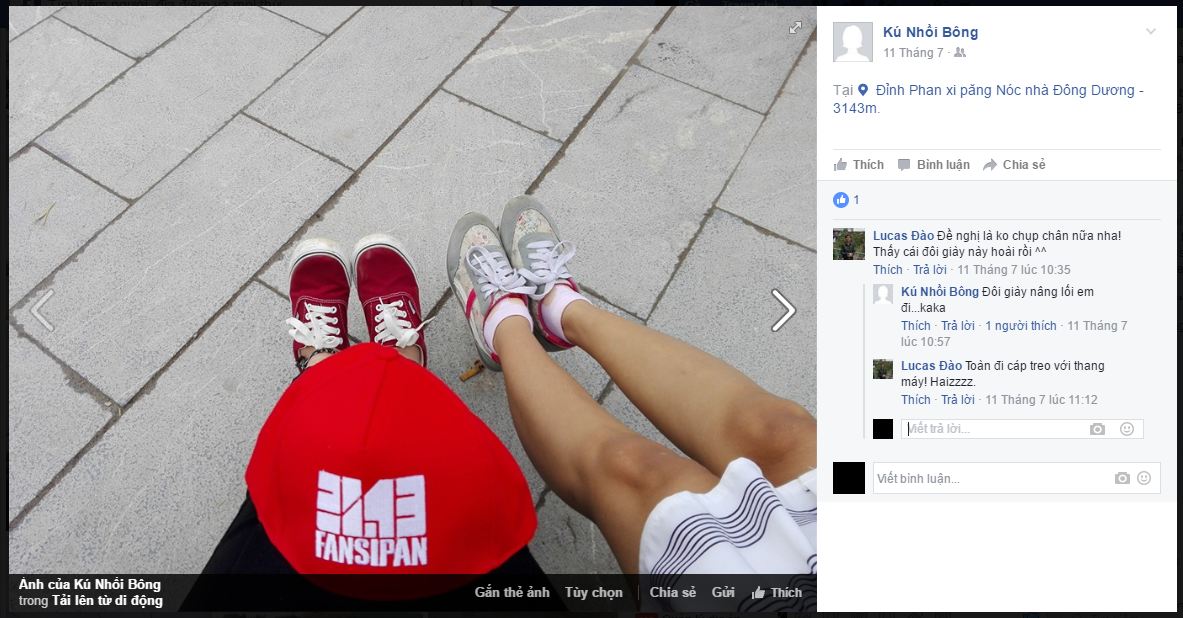 Kú Nhồi Bông
11 Tháng 7 ·
Tại Đỉnh Phan xi păng Nóc nhà Đông Dương -
3143m.
Thích Bình luận Chia sẻ
1
Lucas Đào Đề nghị là ko chụp chân nữa nha!
Thấy cái đôi giày này hoài rồi ^^
Thích · Trả lời · 11 Tháng 7 lúc 10:35
Kú Nhồi Bông Đôi giày nâng lối em
đi...kaka
Thích · Trả lời · 1 người thích · 11 Tháng 7
lúc 10:57
Lucas Đào Toàn đi cáp treo với thang
máy! Haizzzz.
Thích · Trả lời · 11 Tháng 7 lúc 11:12
Viết trả lời...
Viết bình luận...
3143
FANSIPAN
Ảnh của Kú Nhồi Bông
trong Tải lên từ di động
Gắn thẻ ảnh Tùy chọn Chia sẻ Gửi Thích